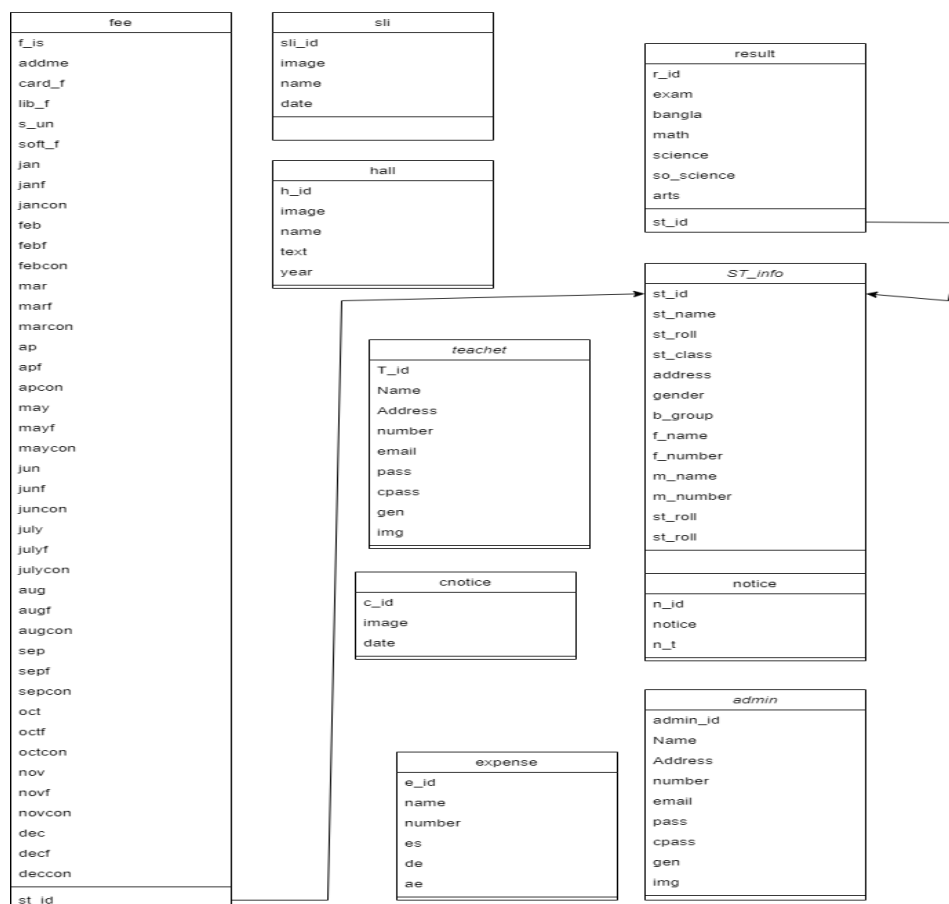 fee
f_is
addme
card_f
lib_f
s_un
soft_f
jan
janf
jancon
feb
febf
febcon
mar
marf
marcon
ap
apf
apcon
may
mayf
maycon
jun
junf
juncon
july
julyf
julycon
aug
augf
augcon
sep
sepf
sepcon
oct
octf
octcon
nov
novf
novcon
dec
decf
deccon
st_id
sli
sli_id
image
name
date
hall
h_id
image
name
text
year
teachet
T_id
Name
Address
number
email
pass
cpass
gen
img
cnotice
c_id
image
date
expense
e_id
name
number
es
de
ae
result
r_id
exam
bangla
math
science
so_science
arts
st_id
ST_info
st_id
st_name
st_roll
st_class
address
gender
b_group
f_name
f_number
m_name
m_number
st_roll
st_roll
notice
n_id
notice
n_t
admin
admin_id
Name
Address
number
email
pass
cpass
gen
img